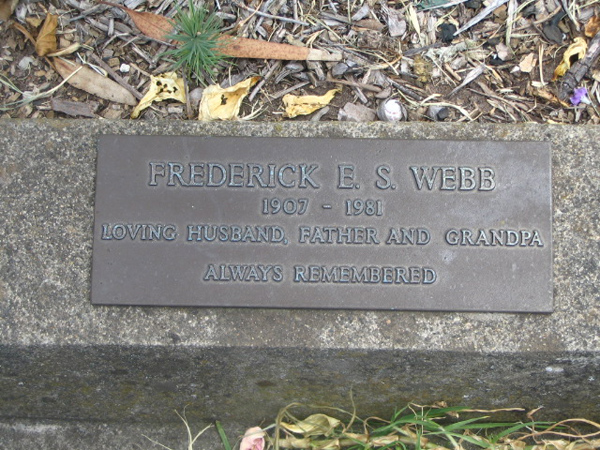 FREDERICK E. S. WEBB
1907 - 1981
LOVING HUSBAND, FATHER AND GRANDPA
ALWAYS REMEMBERED